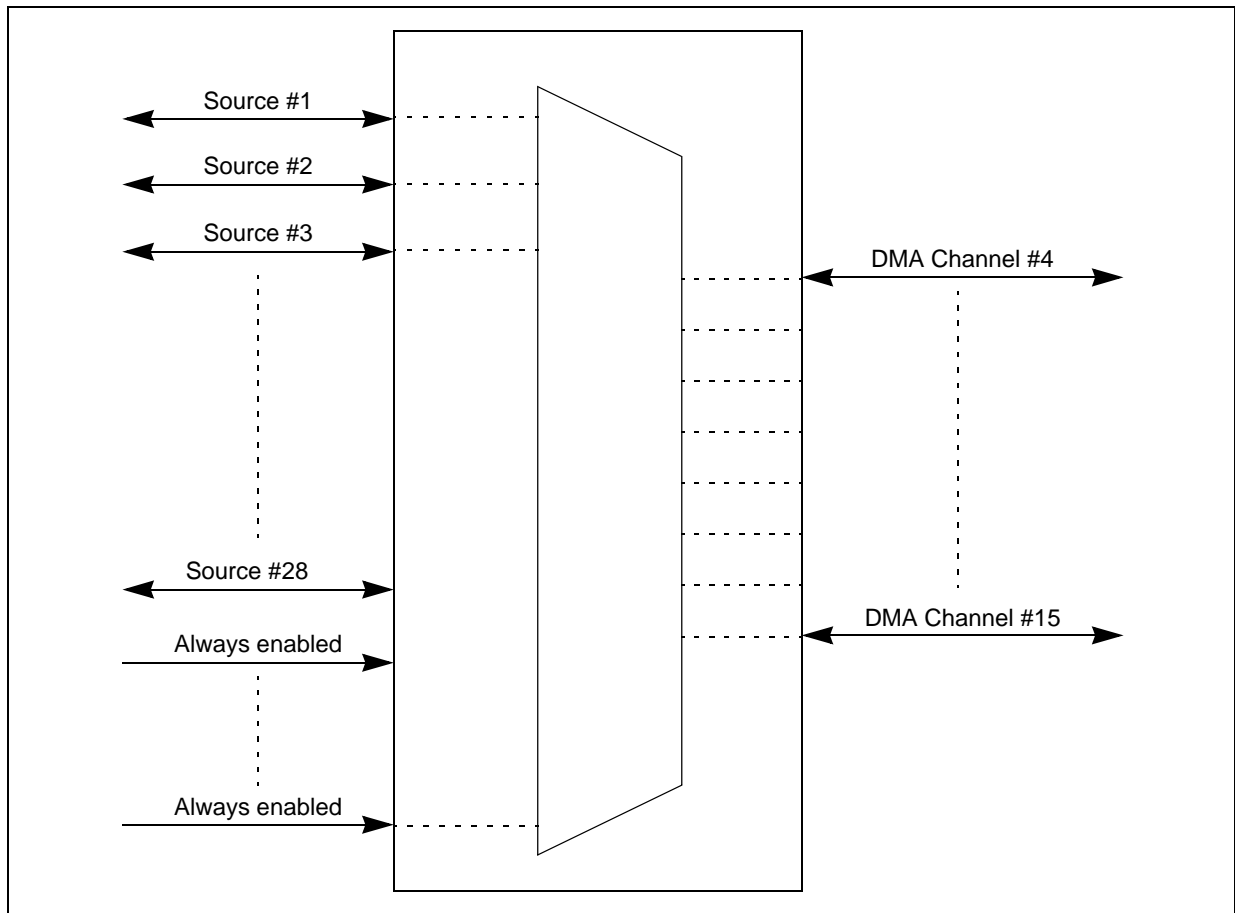 Source #1
Source #2
Source #3
DMA Channel #4
Source #28
Always enabled
DMA Channel #15
Always enabled